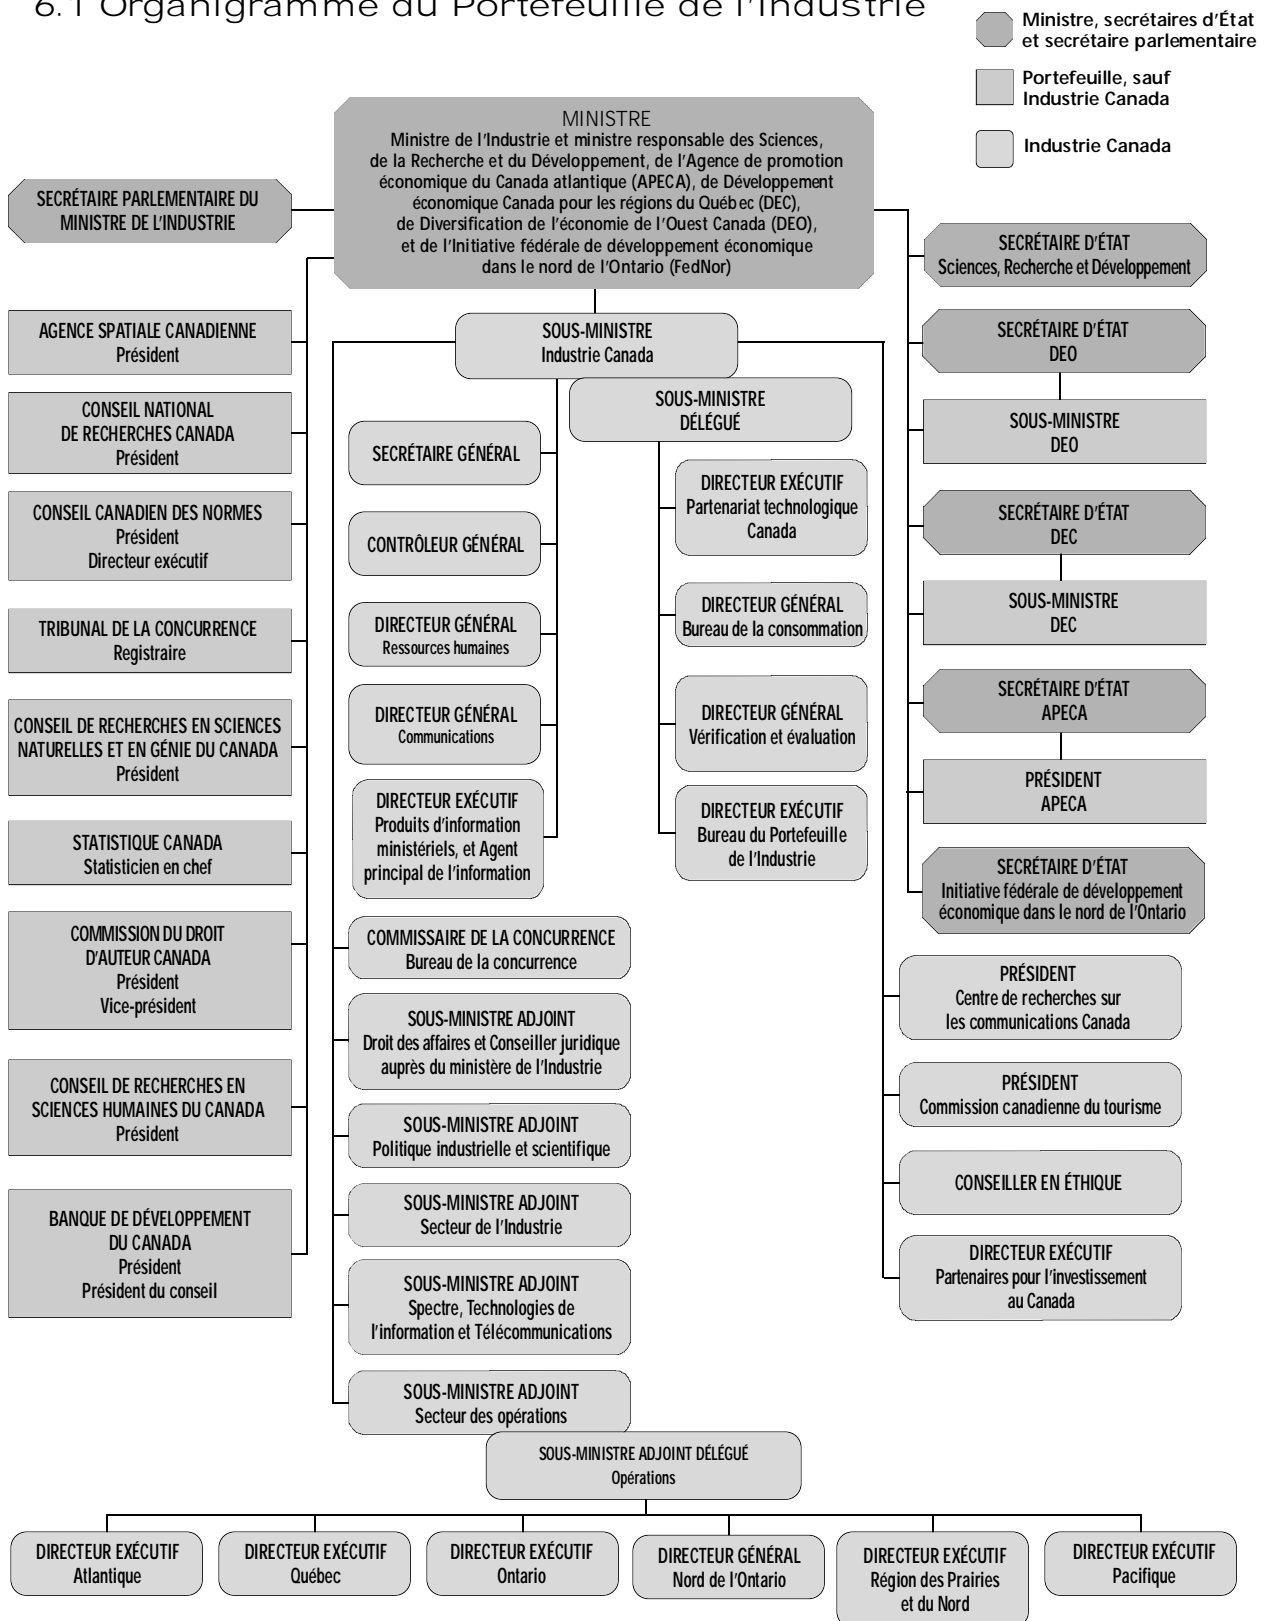 6.1 Organigramme du Portefeuille de l'Industrie
Ministre, secrétaires d'État
et secrétaire parlementaire
Portefeuille, sauf
Industrie Canada
Industrie Canada
MINISTRE
Ministre de l'Industrie et ministre responsable des Sciences,
de la Recherche et du Développement, de l'Agence de promotion
économique du Canada atlantique (APECA), de Développement
économique Canada pour les régions du Québec (DEC),
de Diversification de l'économie de l'Ouest Canada (DEO),
et de l'Initiative fédérale de développement économique
dans le nord de l'Ontario (FedNor)
SECRÉTAIRE PARLEMENTAIRE DU
MINISTRE DE L'INDUSTRIE
AGENCE SPATIALE CANADIENNE
Président
CONSEIL NATIONAL
DE RECHERCHES CANADA
Président
CONSEIL CANADIEN DES NORMES
Président
Directeur exécutif
TRIBUNAL DE LA CONCURRENCE
Registraire
CONSEIL DE RECHERCHES EN SCIENCES
NATURELLES ET EN GÉNIE DU CANADA
Président
STATISTIQUE CANADA
Statisticien en chef
COMMISSION DU DROIT
D'AUTEUR CANADA
Président
Vice-président
CONSEIL DE RECHERCHES EN
SCIENCES HUMAINES DU CANADA
Président
BANQUE DE DÉVELOPPEMENT
DU CANADA
Président
Président du conseil
SOUS-MINISTRE
Industrie Canada
SOUS-MINISTRE
DÉLÉGUÉ
SECRÉTAIRE GÉNÉRAL
CONTRÔLEUR GÉNÉRAL
DIRECTEUR GÉNÉRAL
Ressources humaines
DIRECTEUR GÉNÉRAL
Communications
DIRECTEUR EXÉCUTIF
Produits d'information
ministériels, et Agent
principal de l'information
DIRECTEUR EXÉCUTIF
Partenariat technologique
Canada
DIRECTEUR GÉNÉRAL
Bureau de la consommation
DIRECTEUR GÉNÉRAL
Vérification et évaluation
DIRECTEUR EXÉCUTIF
Bureau du Portefeuille
de l'Industrie
COMMISSAIRE DE LA CONCURRENCE
Bureau de la concurrence
SOUS-MINISTRE ADJOINT
Droit des affaires et Conseiller juridique
auprès du ministère de l'Industrie
SOUS-MINISTRE ADJOINT
Politique industrielle et scientifique
SOUS-MINISTRE ADJOINT
Secteur de l'Industrie
SOUS-MINISTRE ADJOINT
Spectre, Technologies de
l'information et Télécommunications
SOUS-MINISTRE ADJOINT
Secteur des opérations
SECRÉTAIRE D'ÉTAT
Sciences, Recherche et Développement
SECRÉTAIRE D'ÉTAT
DEO
SOUS-MINISTRE
DEO
SECRÉTAIRE D'ÉTAT
DEC
SOUS-MINISTRE
DEC
SECRÉTAIRE D'ÉTAT
APECA
PRÉSIDENT
APECA
SECRÉTAIRE D'ÉTAT
Initiative fédérale de développement
économique dans le nord de l'Ontario
PRÉSIDENT
Centre de recherches sur
les communications Canada
PRÉSIDENT
Commission canadienne du tourisme
CONSEILLER EN ÉTHIQUE
DIRECTEUR EXÉCUTIF
Partenaires pour l'investissement
au Canada
SOUS-MINISTRE ADJOINT DÉLÉGUÉ
Opérations
DIRECTEUR EXÉCUTIF
Atlantique
DIRECTEUR EXÉCUTIF
Québec
DIRECTEUR EXÉCUTIF
Ontario
DIRECTEUR GÉNÉRAL
Nord de l'Ontario
DIRECTEUR EXÉCUTIF
Région des Prairies
et du Nord
DIRECTEUR EXÉCUTIF
Pacifique